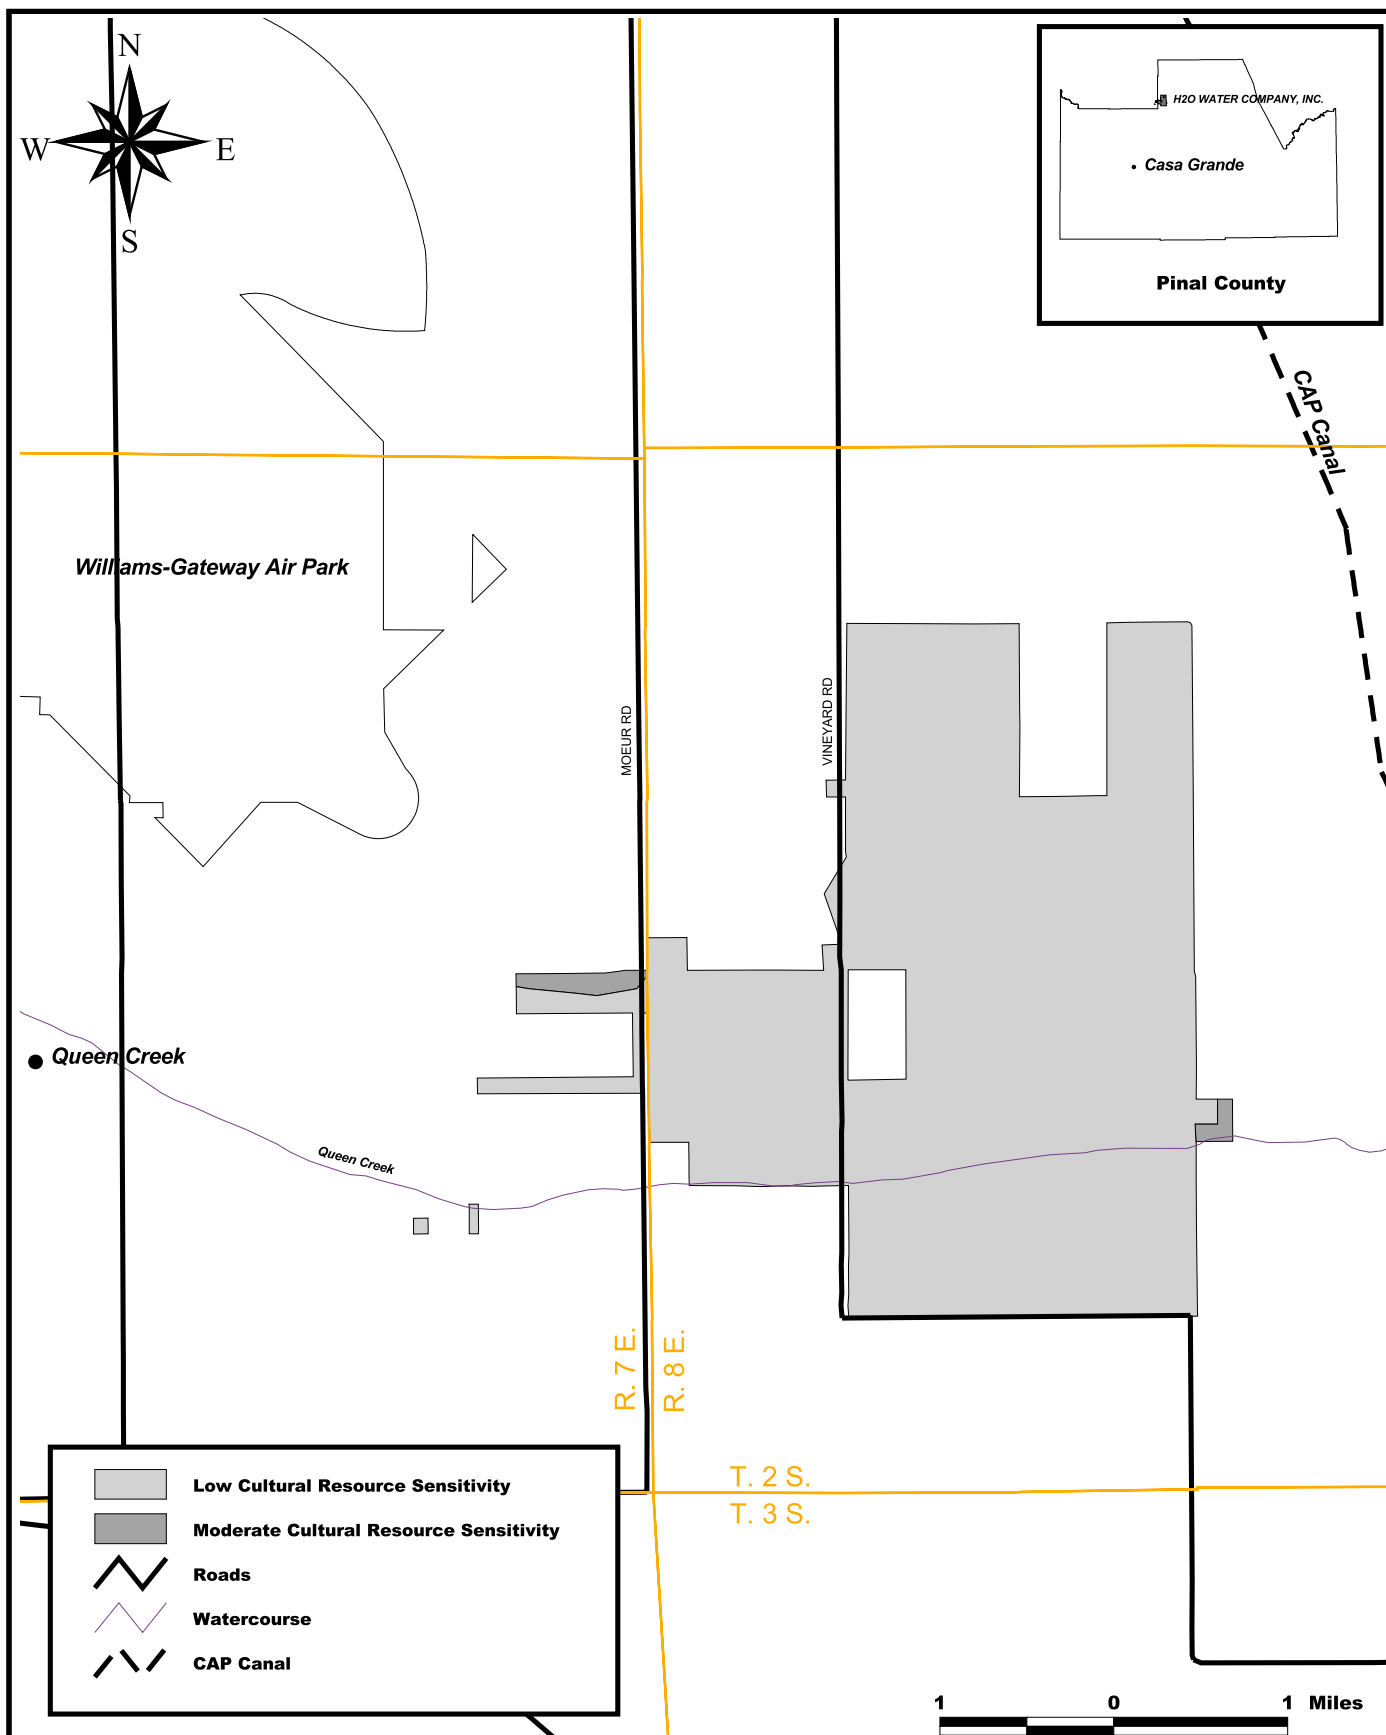 N
W
E
S
H2O WATER COMPANY, INC.
Casa Grande
Pinal County
CAP Canal
Williams-Gateway Air Park
MOEUR RD
VINEYARD RD
Queen Creek
Queen Creek
R. 7 E.
R. 8 E.
T. 2 S.
T. 3 S.
Low Cultural Resource Sensitivity
Moderate Cultural Resource Sensitivity
Roads
Watercourse
CAP Canal
1 0 1 Miles